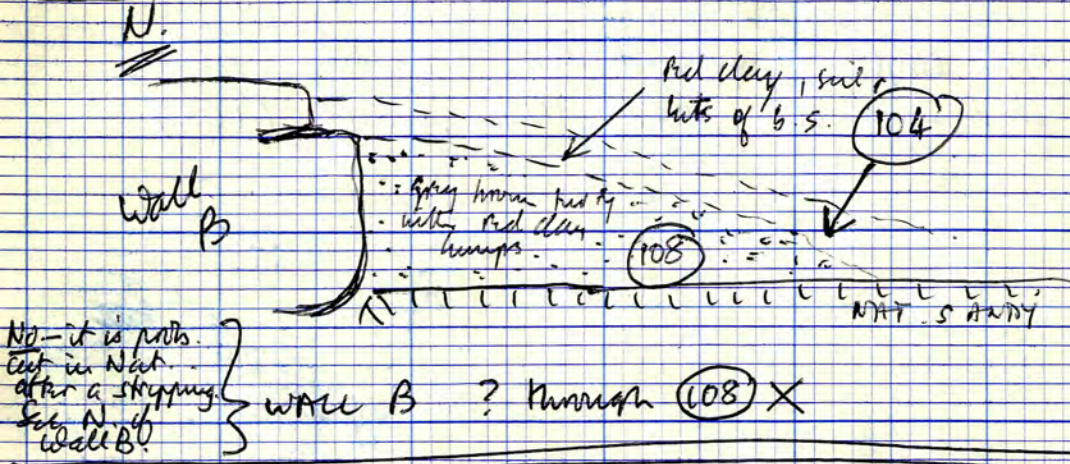 N.
Red clay, soil,
bits of b.s.
104
Wall
B
Grey brown
with red clay
lumps
108
NAT. SANDY
No – it is prob.
cut in Nat.
after a stripping.
See N. of
Wall B.
WALL B ? through 108 X